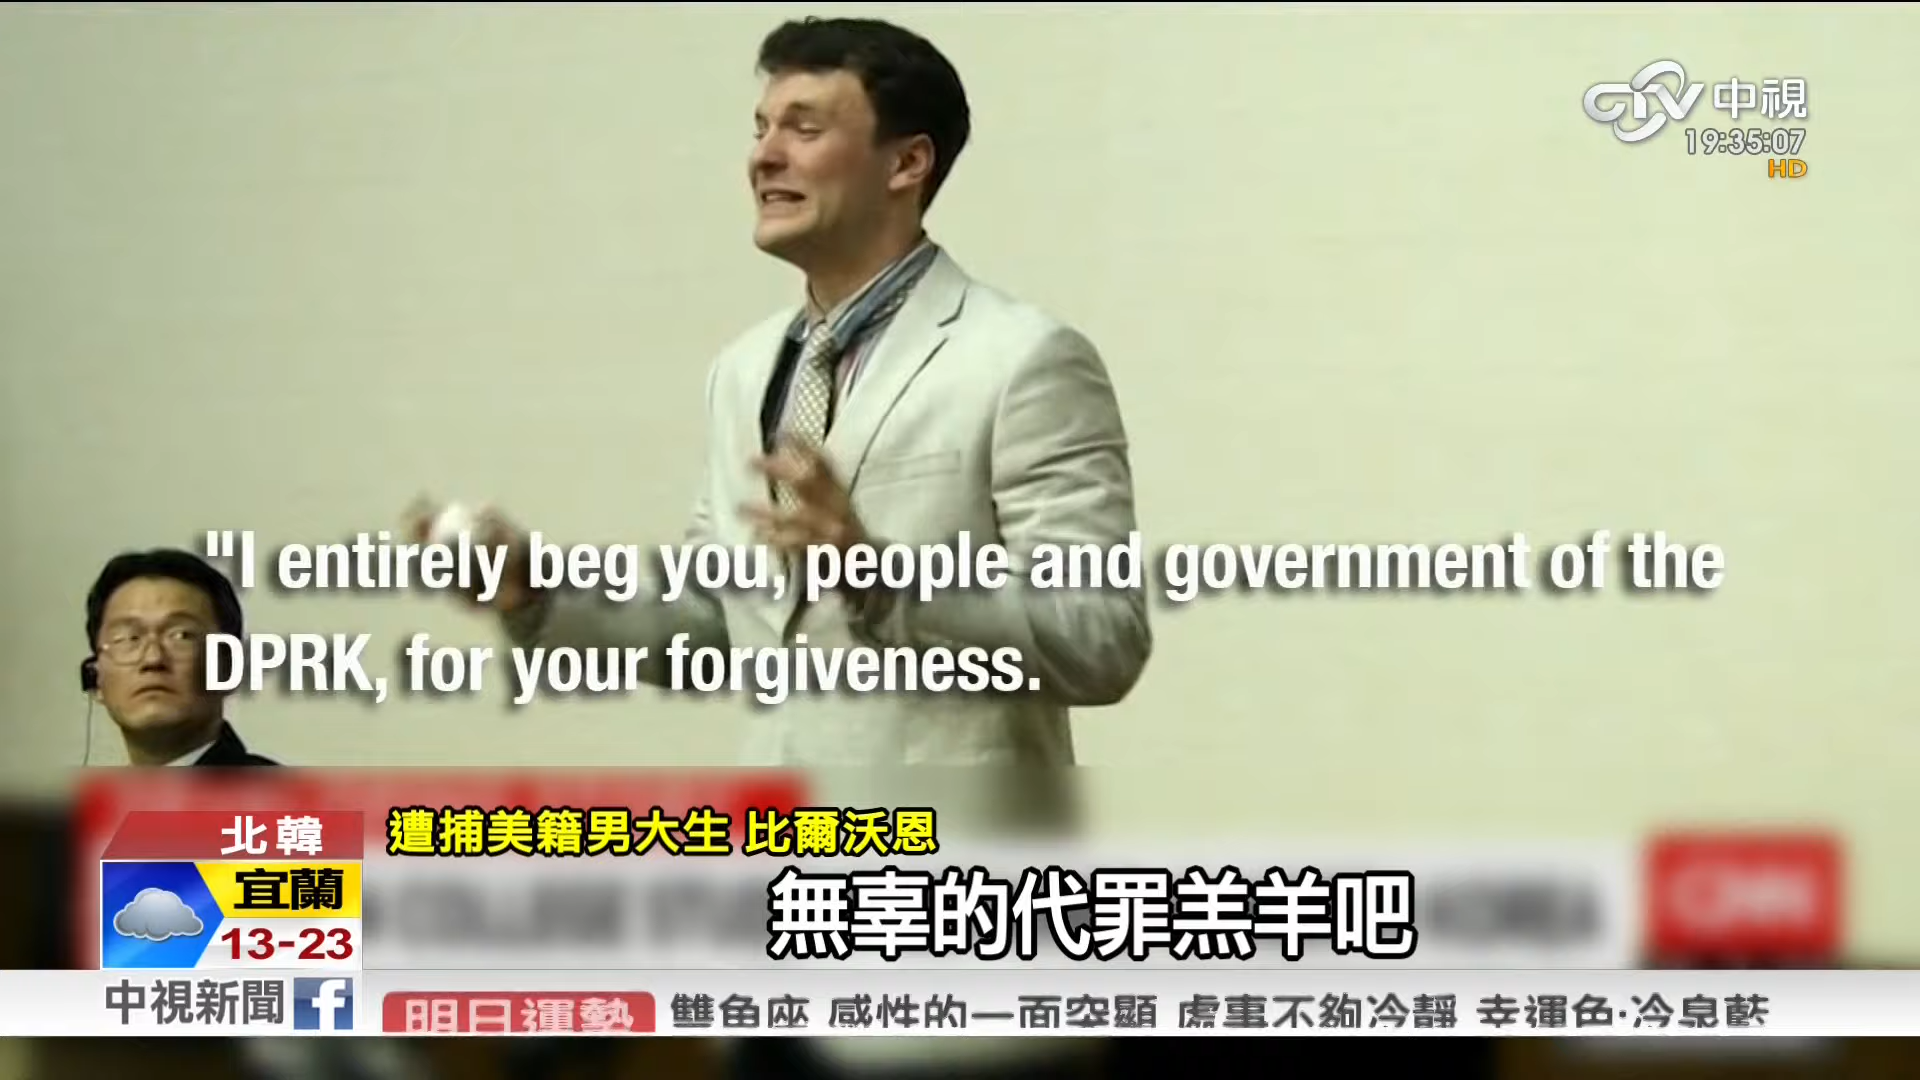 CTV 中視
19:35:07
HD
"I entirely beg you, people and government of the
DPRK, for your forgiveness.
北韓
遭捕美籍男大生 比爾沃恩
宜蘭
13-23
無辜的代罪羔羊吧
中視新聞 f
明日運勢 雙魚座 感性的一面突顯 處事不夠冷靜 幸運色:冷泉藍